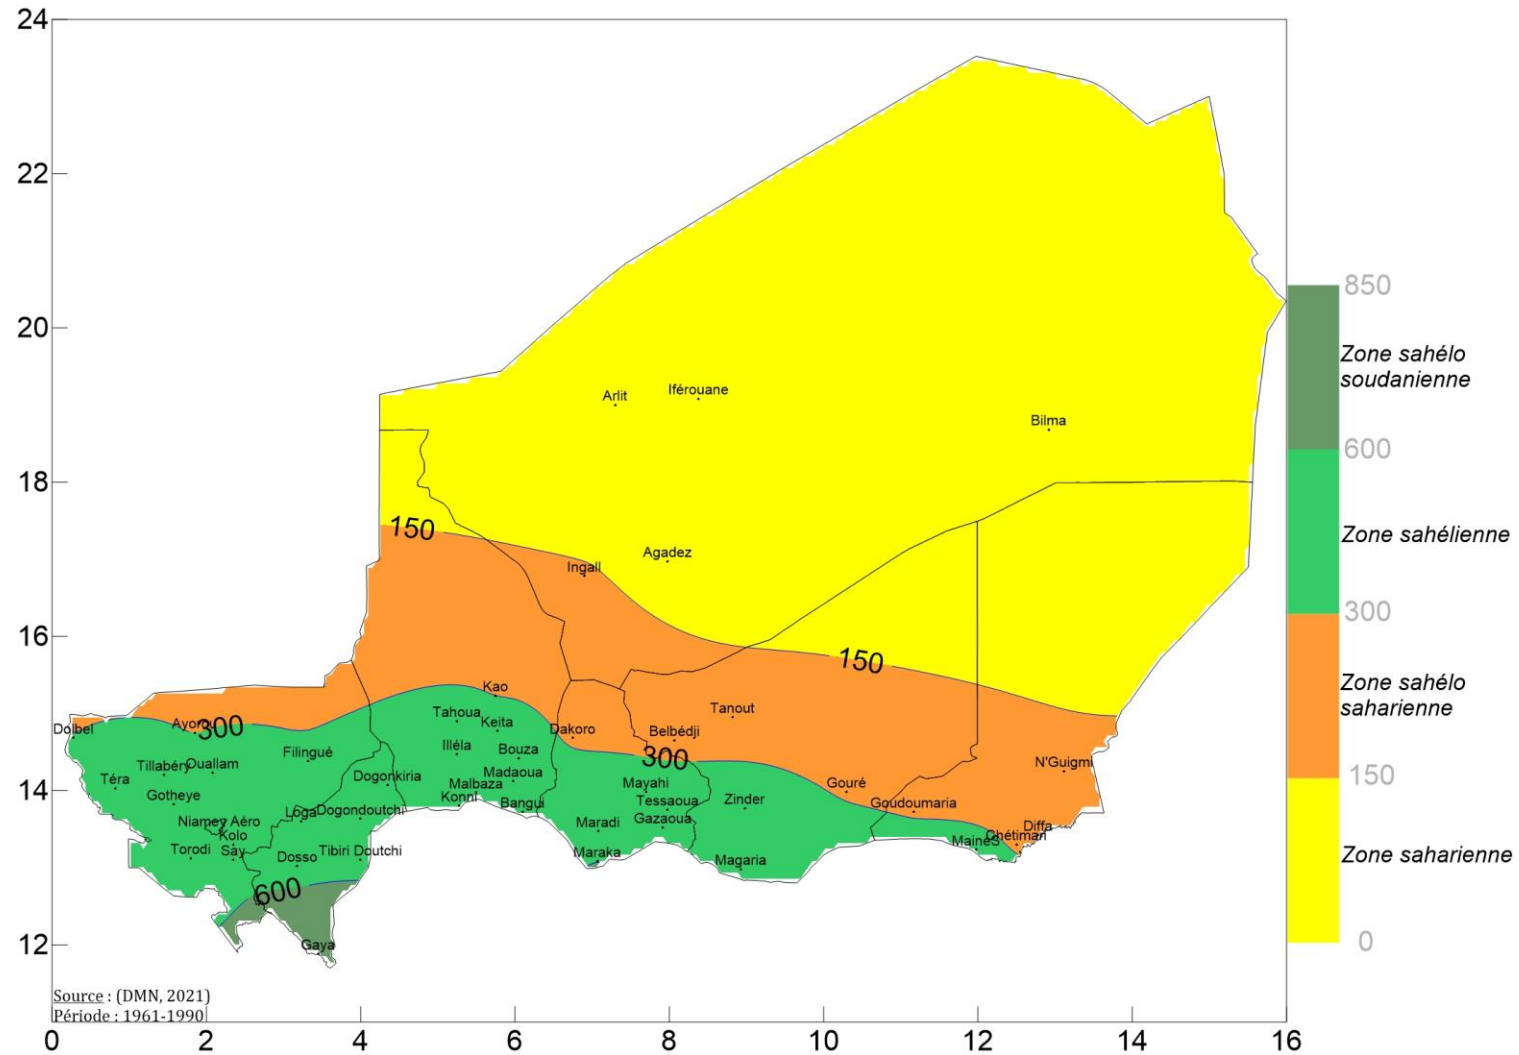 24
22
20
18
16
14
12
0
2
4
6
8
10
12
14
16
Arlit
Iférouane
Bilma
150
Agadez
Ingall
150
Kao
Tahoua
Keita
Tanout
Dolbel
300
Dakoro
Belbédji
Filingué
Illéla
Bouza
300
N'Guigmi
Tillabéry
Ouallam
Téra
Dogonkiria
Madaoua
Malbaza
Mayahi
Gouré
Gotheye
Konni
Bangui
Tessaoua
Zinder
Goudoumaria
Loga
Dogondoutchi
Gazaoua
Niamey Aéro
Maradi
Diffa
Kolo
Chétimari
MaineS
Torodi
Say
Dosso
Tibiri Doutchi
Maraka
Magaria
600
Gaya
Source : (DMN, 2021)
Période : 1961-1990
850
Zone sahélo
soudanienne
600
Zone sahélienne
300
Zone sahélo
saharienne
150
Zone saharienne
0